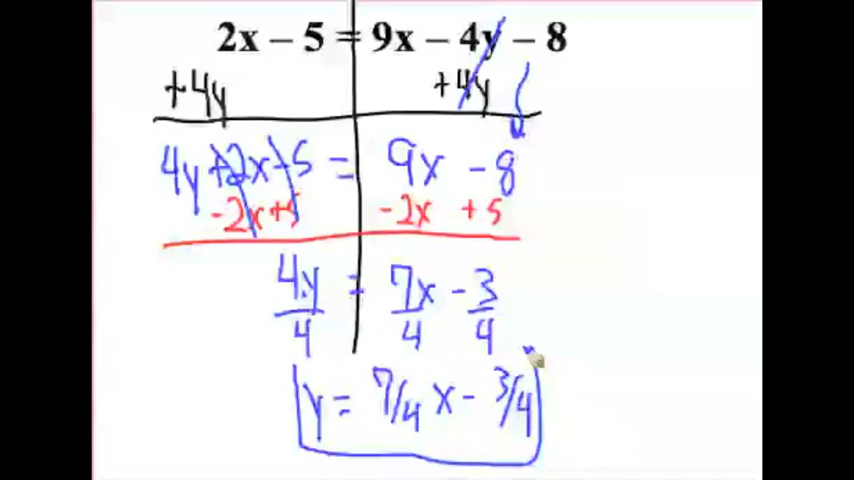 2x – 5 = 9x – 4y – 8
+4y +4y
4y +2x -5 = 9x - 8
-2x +5 -2x +5
4y = 7x - 3
4 4 4
y = 7/4 x - 3/4